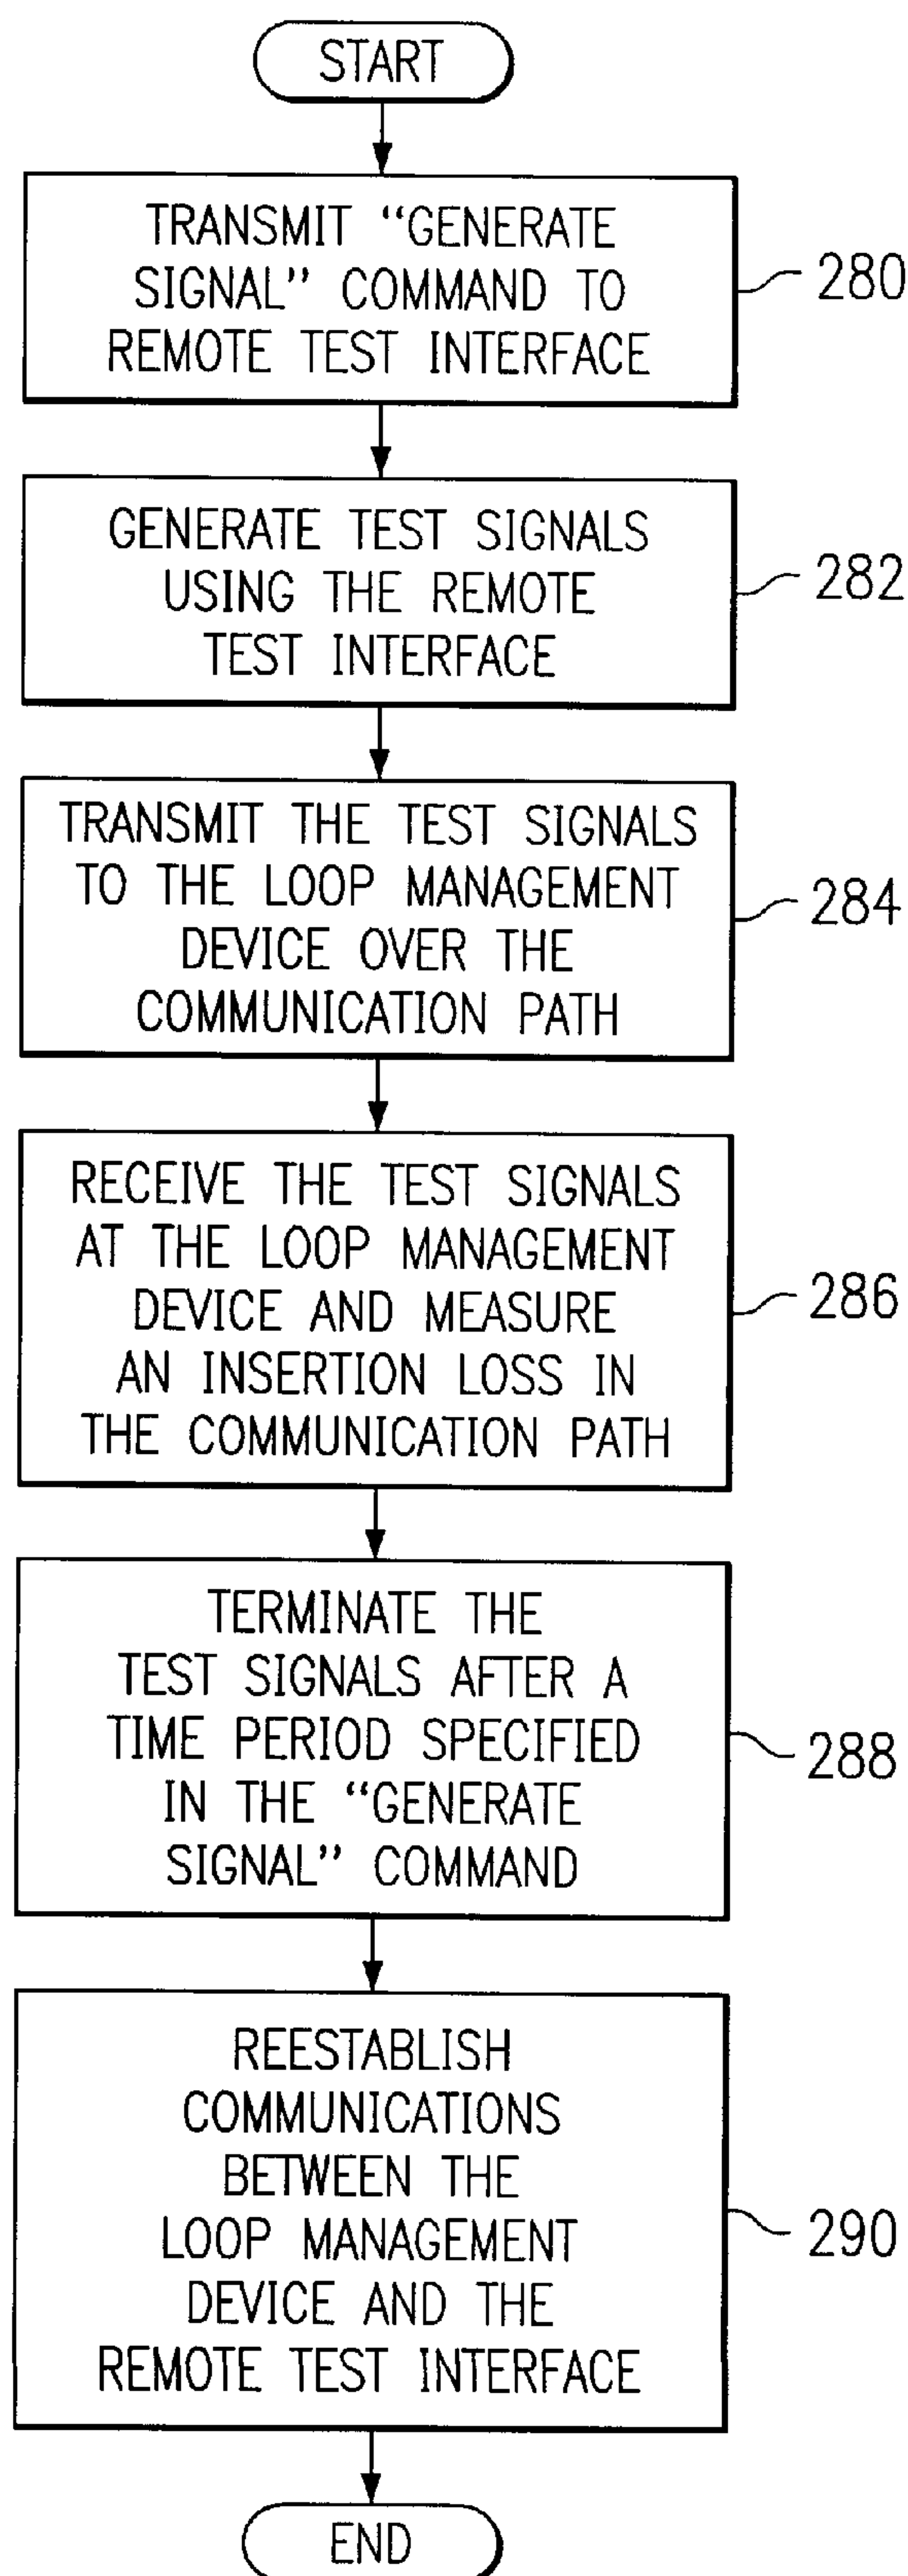 START
TRANSMIT “GENERATE
SIGNAL” COMMAND TO
REMOTE TEST INTERFACE
280
GENERATE TEST SIGNALS
USING THE REMOTE
TEST INTERFACE
282
TRANSMIT THE TEST SIGNALS
TO THE LOOP MANAGEMENT
DEVICE OVER THE
COMMUNICATION PATH
284
RECEIVE THE TEST SIGNALS
AT THE LOOP MANAGEMENT
DEVICE AND MEASURE
AN INSERTION LOSS IN
THE COMMUNICATION PATH
286
TERMINATE THE
TEST SIGNALS AFTER A
TIME PERIOD SPECIFIED
IN THE “GENERATE
SIGNAL” COMMAND
288
REESTABLISH
COMMUNICATIONS
BETWEEN THE
LOOP MANAGEMENT
DEVICE AND THE
REMOTE TEST INTERFACE
290
END